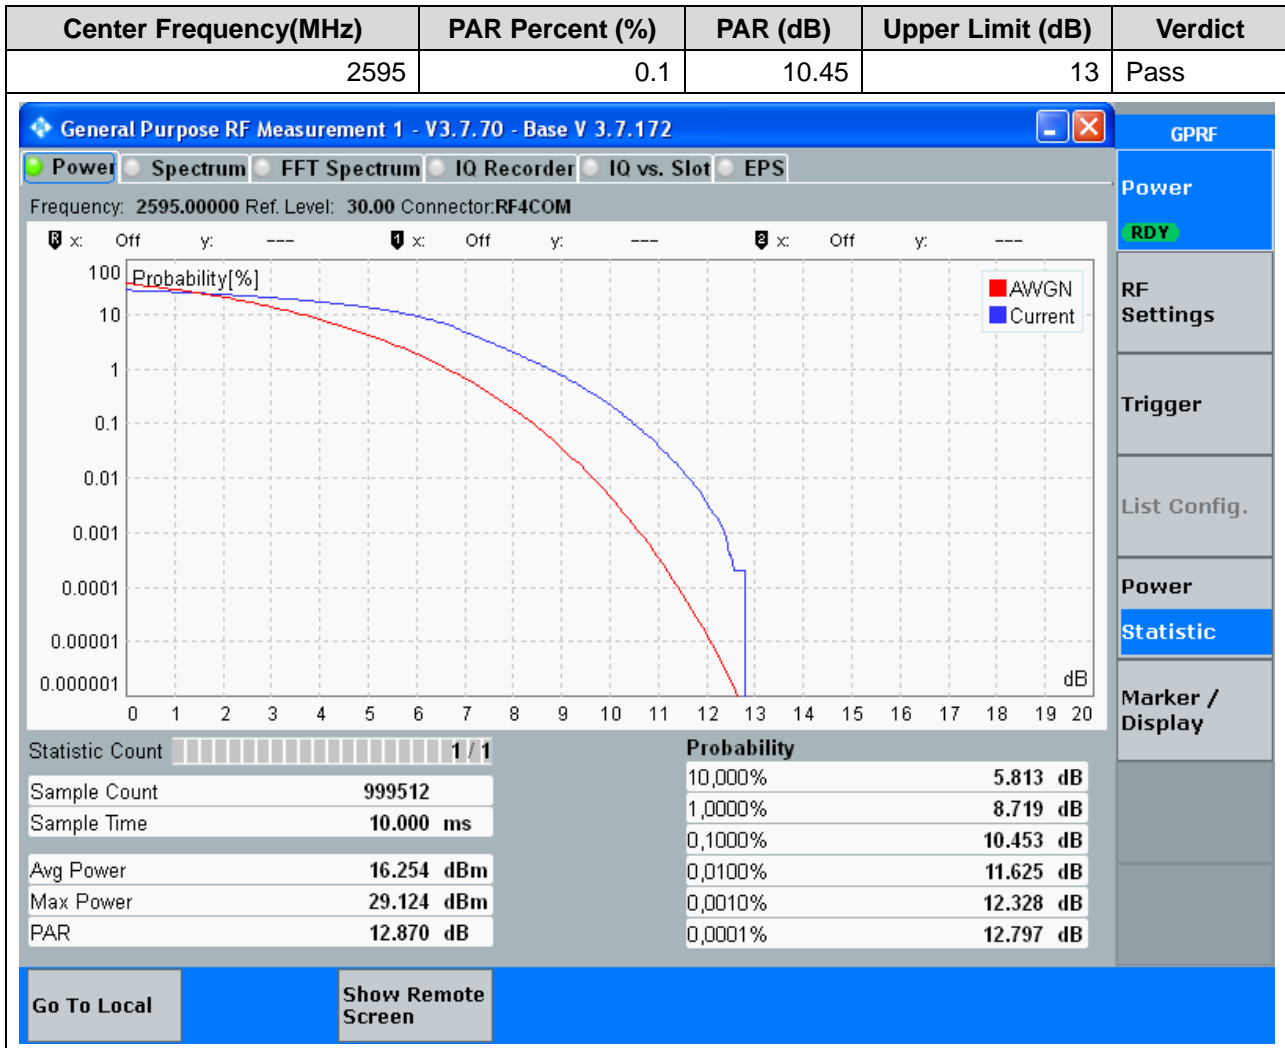 Center Frequency(MHz) PAR Percent (%) PAR (dB) Upper Limit (dB) Verdict
2595 0.1 10.45 13 Pass
General Purpose RF Measurement 1 - V3.7.70 - Base V 3.7.172
GPRF
Power Spectrum FFT Spectrum IQ Recorder IQ vs. Slot EPS
Power
RDY
Frequency: 2595.00000 Ref. Level: 30.00 Connector:RF4COM
R x: Off y: --- 1 x: Off y: --- 2 x: Off y: ---
Probability[%]
AWGN
Current
100
10
1
0.1
0.01
0.001
0.0001
0.00001
0.000001
dB
0 1 2 3 4 5 6 7 8 9 10 11 12 13 14 15 16 17 18 19 20
RF
Settings
Trigger
List Config.
Power
Statistic
Marker /
Display
Statistic Count 1 / 1
Sample Count 999512
Sample Time 10.000 ms
Avg Power 16.254 dBm
Max Power 29.124 dBm
PAR 12.870 dB
Probability
10,000% 5.813 dB
1,0000% 8.719 dB
0,1000% 10.453 dB
0,0100% 11.625 dB
0,0010% 12.328 dB
0,0001% 12.797 dB
Go To Local
Show Remote
Screen